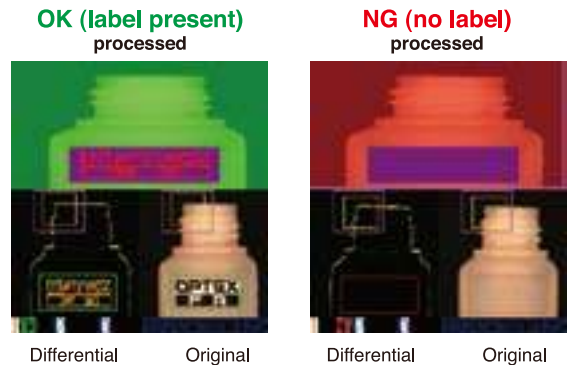 OK (label present)
processed
NG (no label)
processed
OPTEX
Differential
Original
Differential
Original